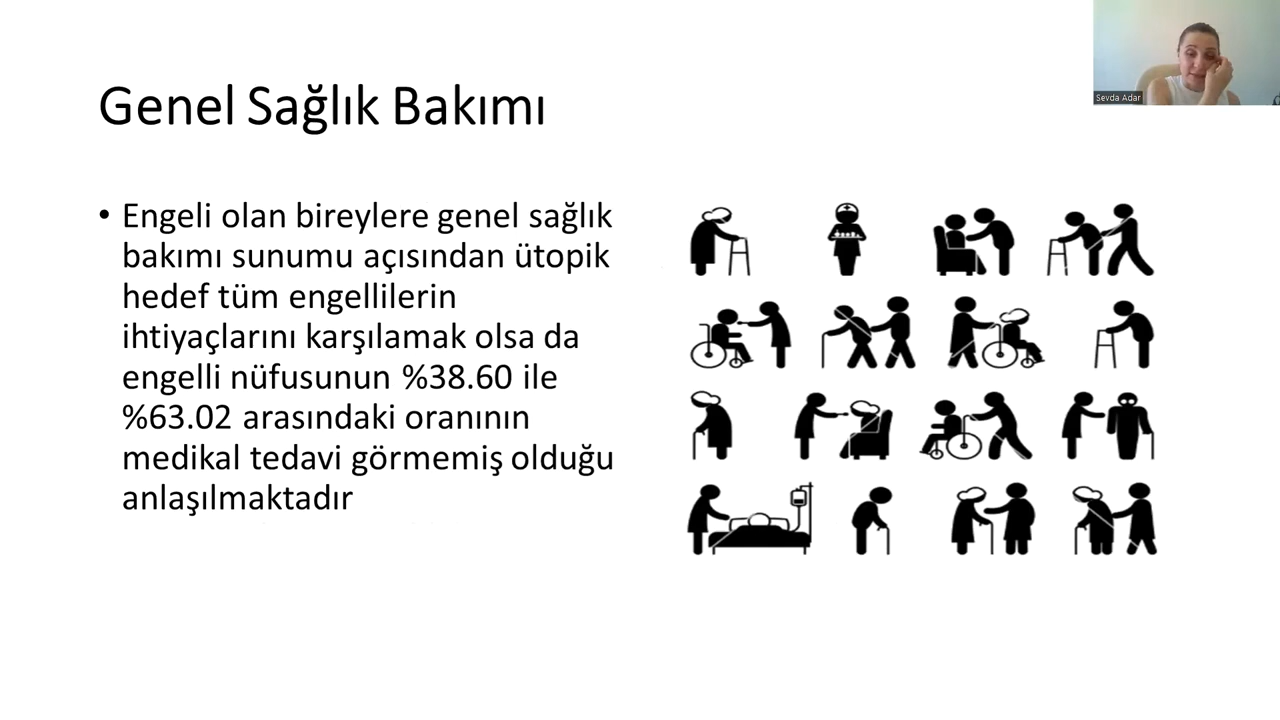 Genel Sağlık Bakımı
Sevda Adar
• Engeli olan bireylere genel sağlık
bakımı sunumu açısından ütopik
hedef tüm engellilerin
ihtiyaçlarını karşılamak olsa da
engelli nüfusunun %38.60 ile
%63.02 arasındaki oranının
medikal tedavi görmemiş olduğu
anlaşılmaktadır